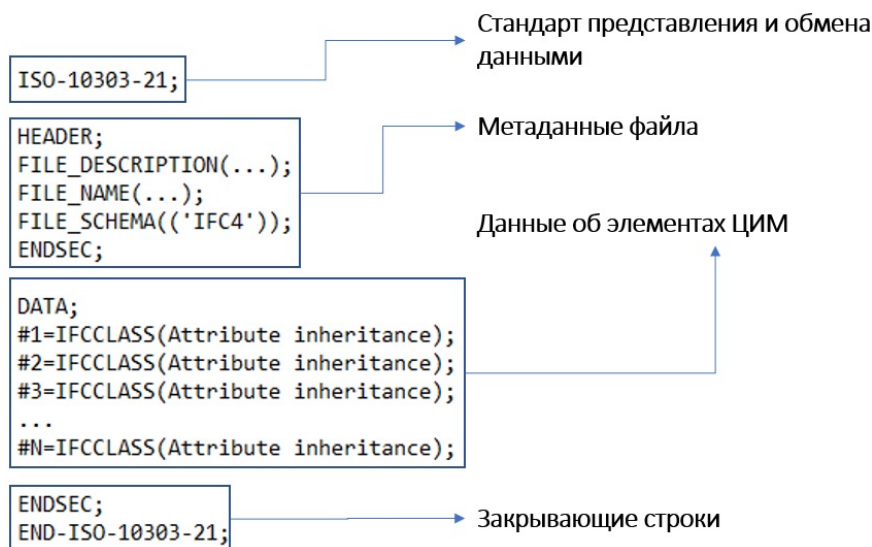 Стандарт представления и обмена
данными
ISO-10303-21;
Метаданные файла
HEADER;
FILE_DESCRIPTION(...);
FILE_NAME(...);
FILE_SCHEMA(('IFC4'));
ENDSEC;
Данные об элементах ЦИМ
DATA;
#1=IFCCLASS(Attribute inheritance);
#2=IFCCLASS(Attribute inheritance);
#3=IFCCLASS(Attribute inheritance);
...
#N=IFCCLASS(Attribute inheritance);
ENDSEC;
END-ISO-10303-21;
Закрывающие строки